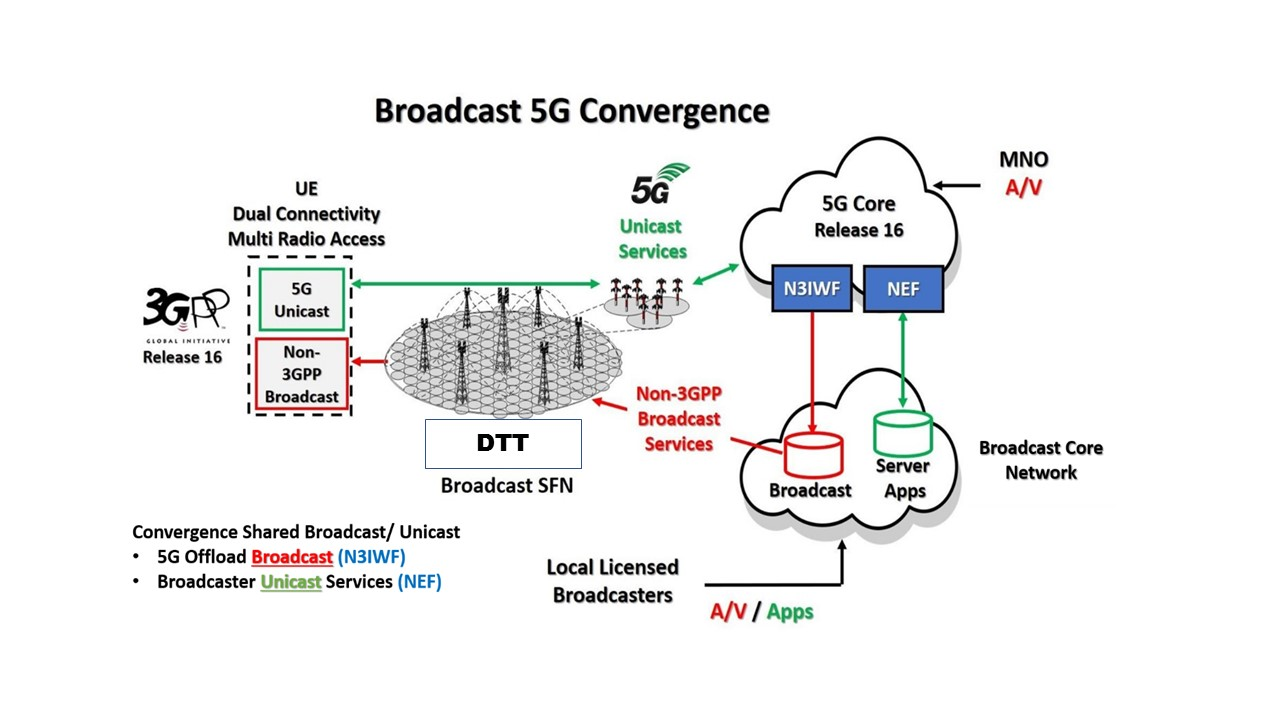 Broadcast 5G Convergence
MNO
A/V
UE
Dual Connectivity
Multi Radio Access
5G
Unicast
Services
5G Core
Release 16
N3IWF
NEF
5G
Unicast
3GPP
GLOBAL INITIATIVE
Release 16
Non-
3GPP
Broadcast
Non-3GPP
Broadcast
Services
DTT
Broadcast SFN
Broadcast
Server
Apps
Broadcast Core
Network
Convergence Shared Broadcast/ Unicast
• 5G Offload Broadcast (N3IWF)
• Broadcaster Unicast Services (NEF)
Local Licensed
Broadcasters
A/V / Apps